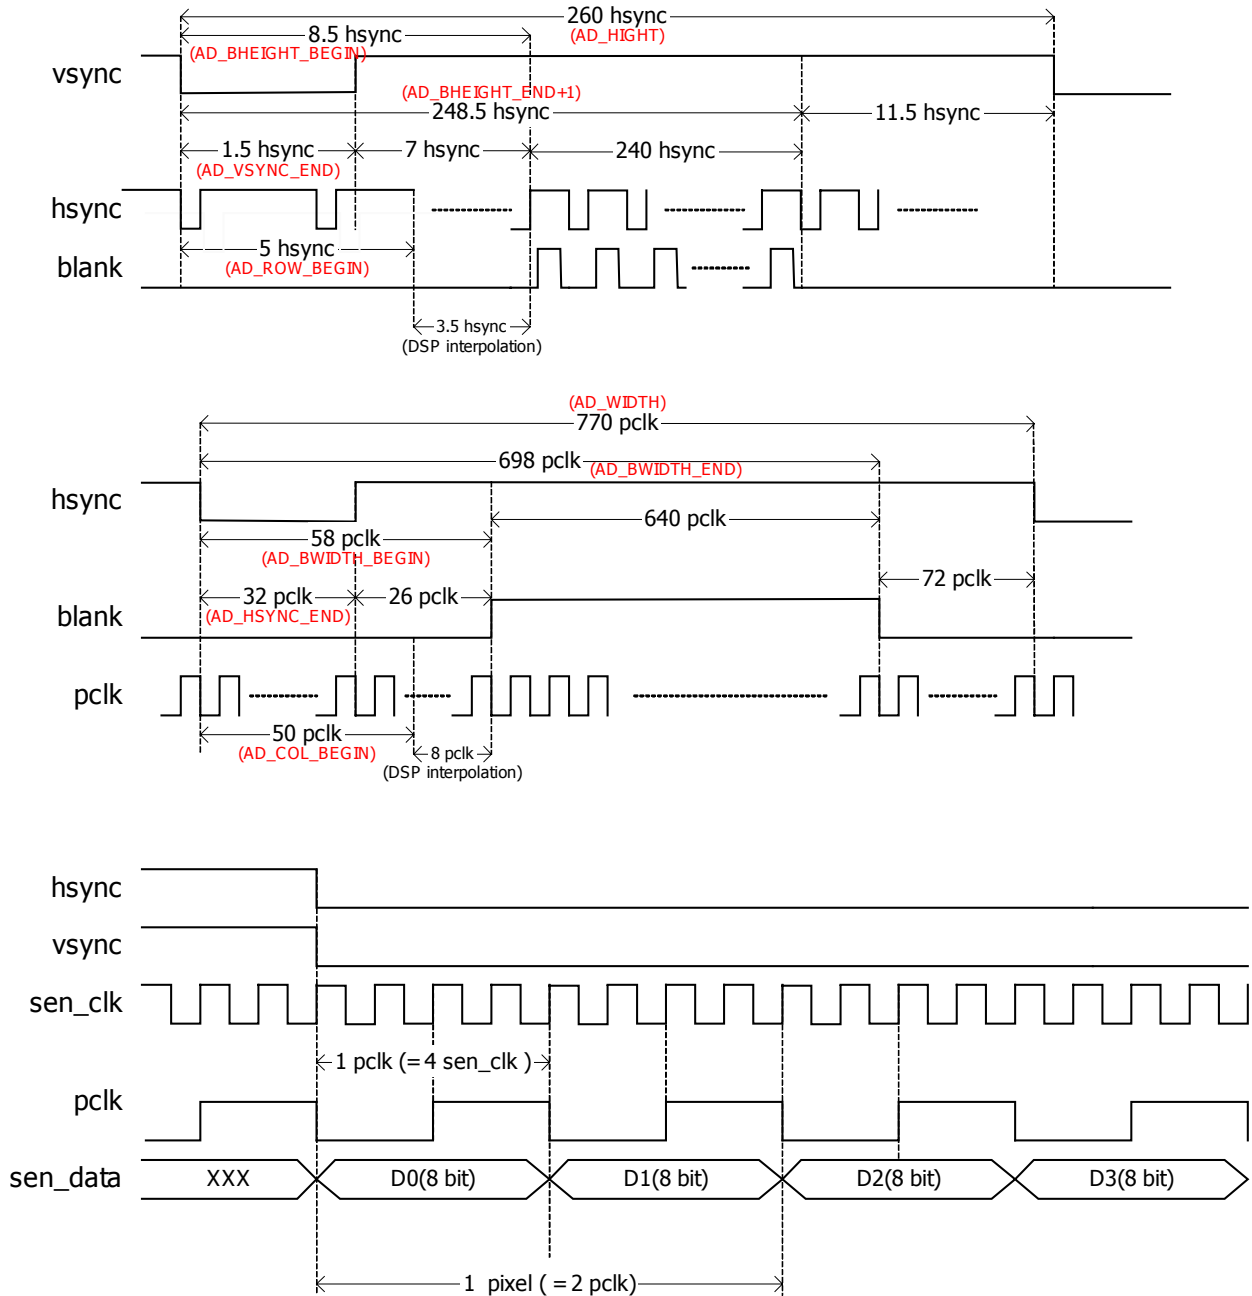 260 hsync
(AD_HIGHT)
8.5 hsync
(AD_BHEIGHT_BEGIN)
vsync
(AD_BHEIGHT_END+1)
248.5 hsync
11.5 hsync
1.5 hsync
7 hsync
240 hsync
(AD_VSYNC_END)
hsync
5 hsync
(AD_ROW_BEGIN)
blank
3.5 hsync
(DSP interpolation)
(AD_WIDTH)
770 pclk
698 pclk
(AD_BWIDTH_END)
hsync
640 pclk
58 pclk
(AD_BWIDTH_BEGIN)
72 pclk
32 pclk
26 pclk
(AD_HSYNC_END)
blank
pclk
50 pclk
(AD_COL_BEGIN)
8 pclk
(DSP interpolation)
hsync
vsync
sen_clk
1 pclk (=4 sen_clk )
pclk
sen_data
XXX
D0(8 bit)
D1(8 bit)
D2(8 bit)
D3(8 bit)
1 pixel ( =2 pclk)